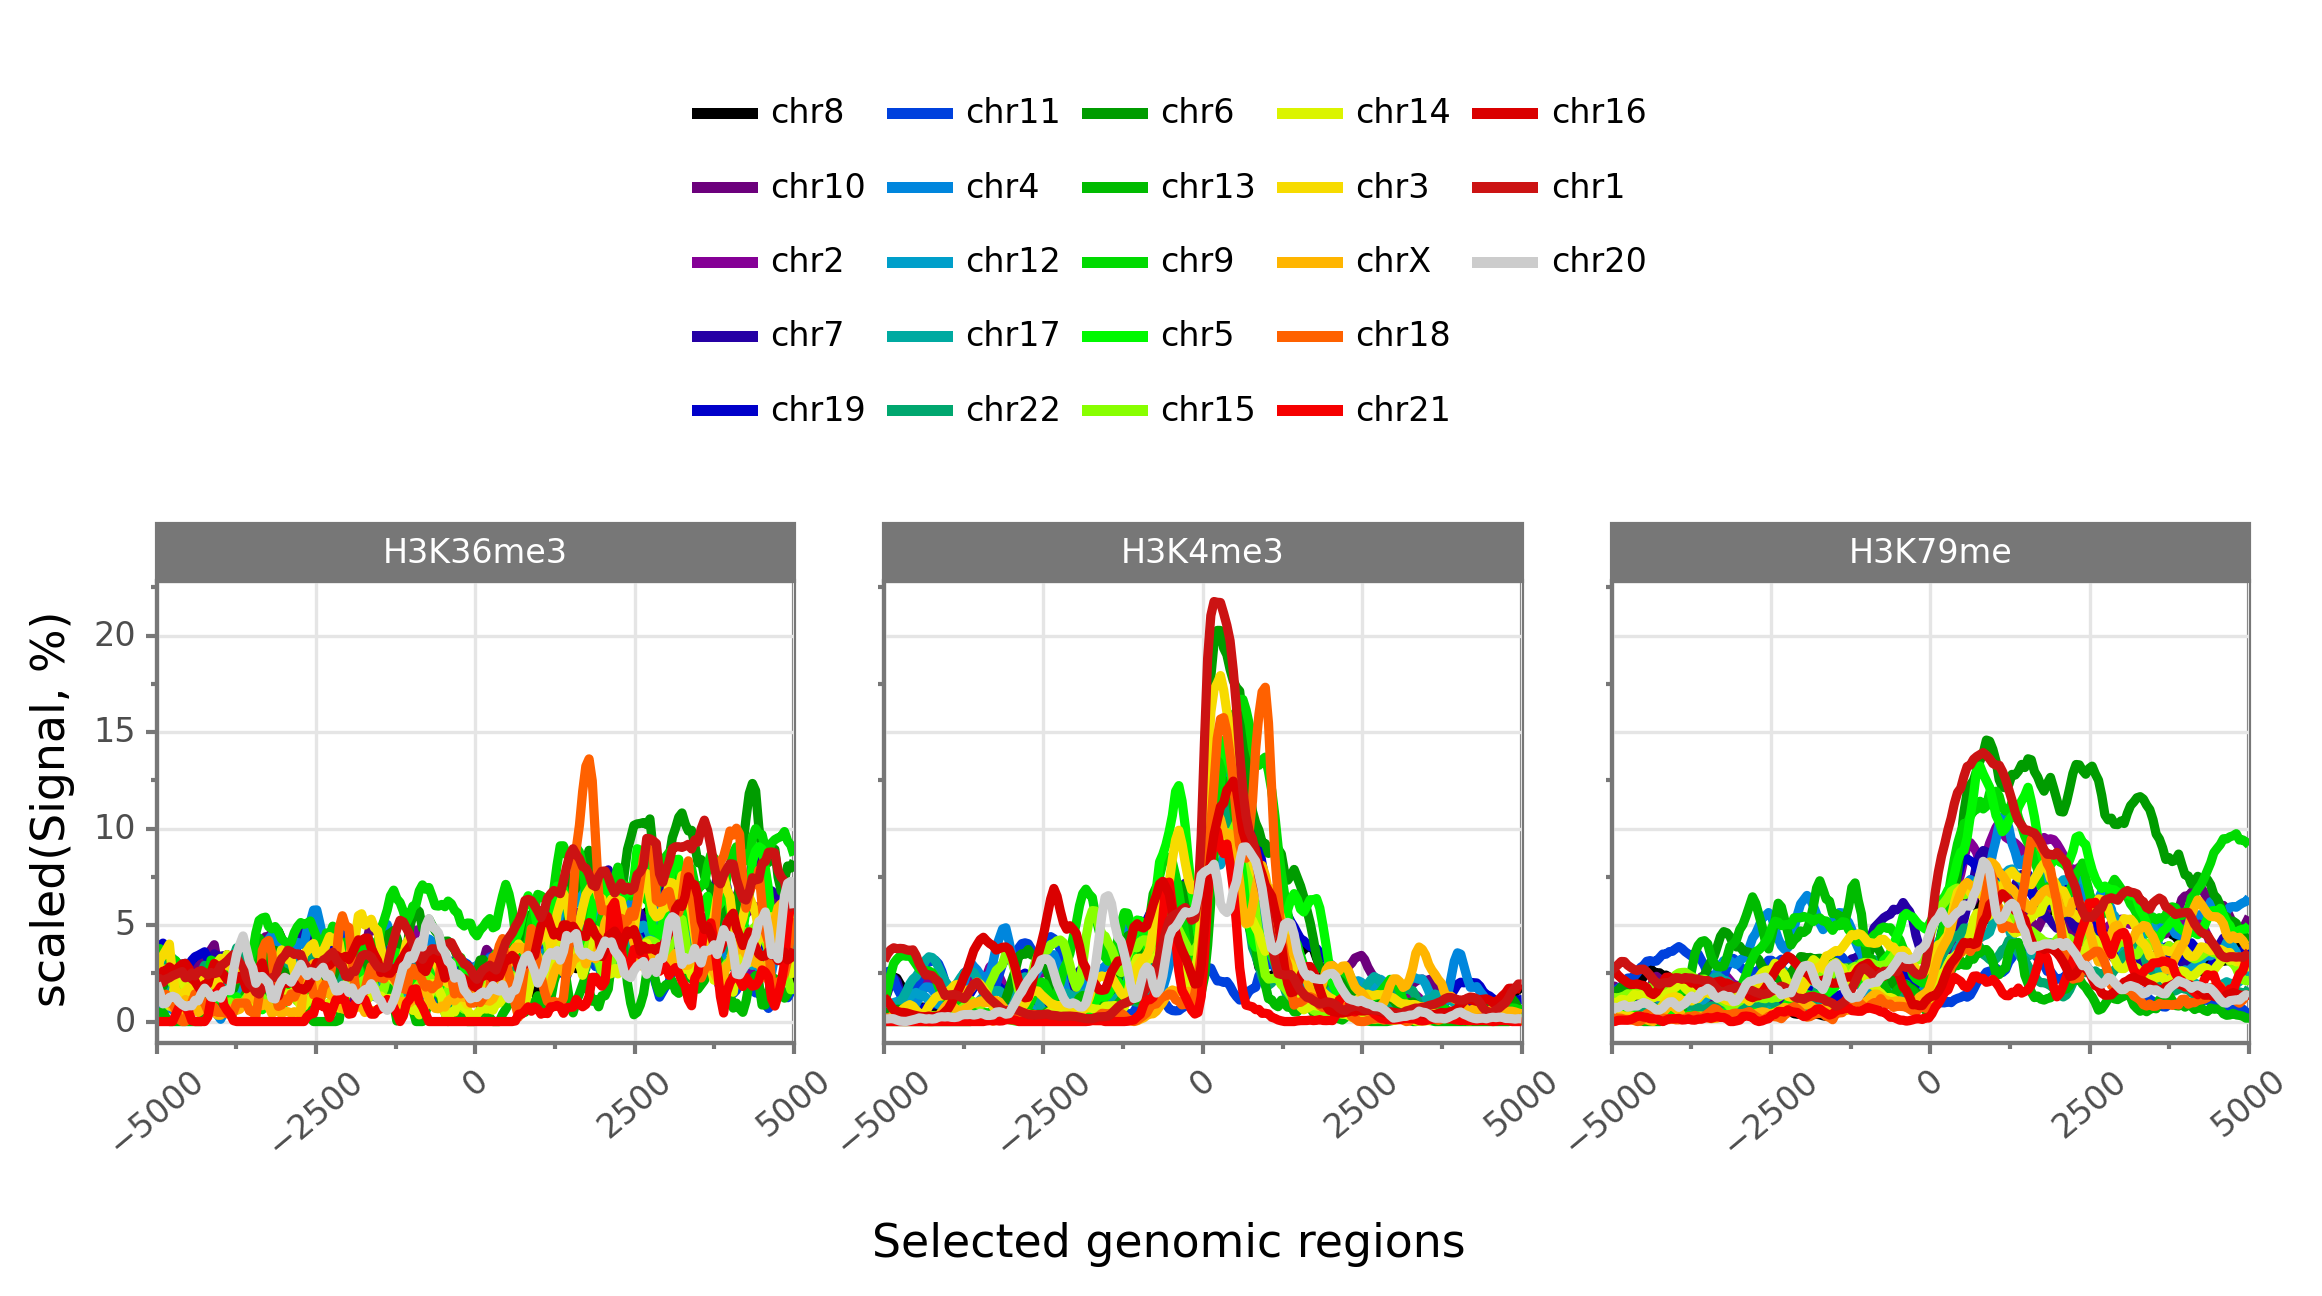 chr8 chr11 chr6 chr14 chr16
chr10 chr4 chr13 chr3 chr1
chr2 chr12 chr9 chrX chr20
chr7 chr17 chr5 chr18
chr19 chr22 chr15 chr21
H3K36me3 H3K4me3 H3K79me
scaled(Signal, %)
20
15
10
5
0
−5000 −2500 0 2500 5000 −5000 −2500 0 2500 5000 −5000 −2500 0 2500 5000
Selected genomic regions